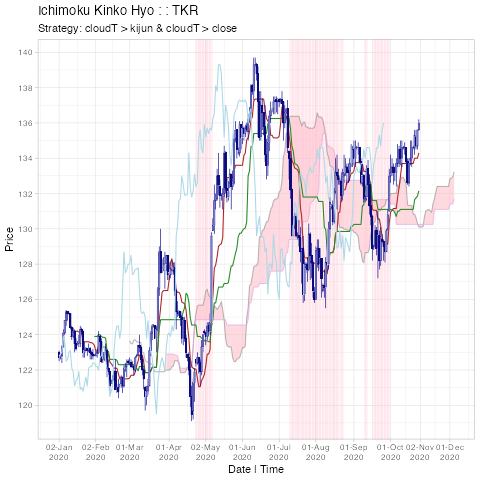 Ichimoku Kinko Hyo : : TKR
Strategy: cloudT > kijun & cloudT > close
140
138
136
134
132
130
128
126
124
122
120
Price
02-Jan 02-Feb 01-Mar 01-Apr 02-May 01-Jun 01-Jul 01-Aug 01-Sep 01-Oct 02-Nov 01-Dec
2020 2020 2020 2020 2020 2020 2020 2020 2020 2020 2020 2020
Date | Time